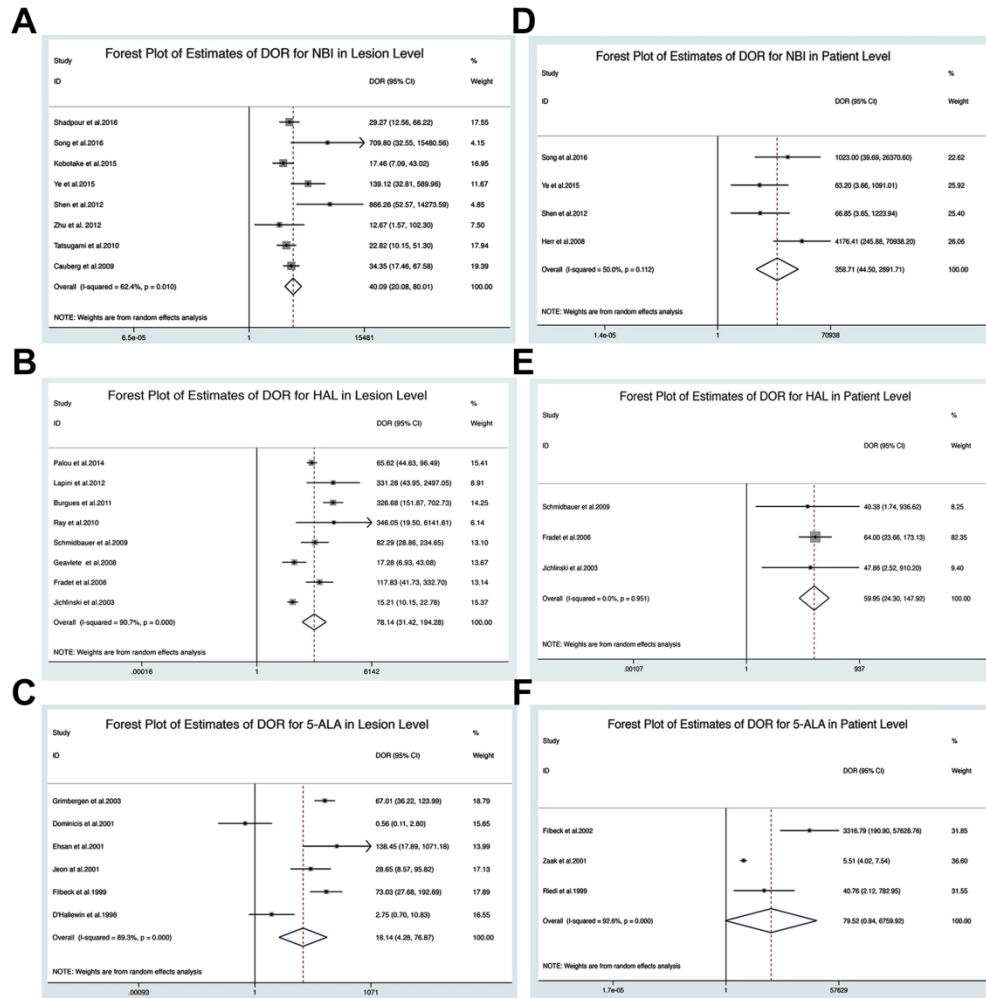 A
Forest Plot of Estimates of DOR for NBI in Lesion Level
Study %
ID DOR (95% CI) Weight
Shadpour et al.2016 29.27 (12.56, 68.22) 17.55
Song et al.2016 709.80 (32.55, 15480.56) 4.15
Kobotake et al.2015 17.46 (7.09, 43.02) 16.95
Ye et al.2015 139.12 (32.81, 589.96) 11.67
Shen et al.2012 866.26 (52.57, 14273.59) 4.85
Zhu et al. 2012 12.67 (1.57, 102.30) 7.50
Tatsugami et al.2010 22.82 (10.15, 51.30) 17.94
Cauberg et al.2009 34.35 (17.46, 67.58) 19.39
Overall (I-squared = 62.4%, p = 0.010) 40.09 (20.08, 80.01) 100.00
NOTE: Weights are from random effects analysis
6.5e-05 1 15481
B
Forest Plot of Estimates of DOR for HAL in Lesion Level
Study %
ID DOR (95% CI) Weight
Palou et al.2014 65.62 (44.63, 96.49) 15.41
Lapini et al.2012 331.28 (43.95, 2497.05) 8.91
Burgues et al.2011 326.68 (151.87, 702.73) 14.25
Ray et al.2010 346.05 (19.50, 6141.61) 6.14
Schmidbauer et al.2009 82.29 (28.86, 234.65) 13.10
Geavlete et al.2008 17.28 (6.93, 43.08) 13.67
Fradet et al.2006 117.83 (41.73, 332.70) 13.14
Jichlinski et al.2003 15.21 (10.15, 22.78) 15.37
Overall (I-squared = 90.7%, p = 0.000) 78.14 (31.42, 194.28) 100.00
NOTE: Weights are from random effects analysis
.00016 1 6142
C
Forest Plot of Estimates of DOR for 5-ALA in Lesion Level
Study %
ID DOR (95% CI) Weight
Grimbergen et al.2003 67.01 (36.22, 123.99) 18.79
Dominicis et al.2001 0.56 (0.11, 2.80) 15.65
Ehsan et al.2001 138.45 (17.89, 1071.18) 13.99
Jeon at al.2001 28.65 (8.57, 95.82) 17.13
Filbeck et al.1999 73.03 (27.68, 192.69) 17.89
D'Hallewin et al.1998 2.75 (0.70, 10.83) 16.55
Overall (I-squared = 89.3%, p = 0.000) 18.14 (4.28, 76.87) 100.00
NOTE: Weights are from random effects analysis
.00093 1 1071
D
Forest Plot of Estimates of DOR for NBI in Patient Level
Study %
ID DOR (95% CI) Weight
Song et al.2016 1023.00 (39.69, 26370.60) 22.62
Ye et al.2015 63.20 (3.66, 1091.01) 25.92
Shen et al.2012 66.85 (3.65, 1223.94) 25.40
Herr et al.2008 4176.41 (245.88, 70938.20) 26.06
Overall (I-squared = 50.0%, p = 0.112) 358.71 (44.50, 2891.71) 100.00
NOTE: Weights are from random effects analysis
1.4e-05 1 70938
E
Forest Plot of Estimates of DOR for HAL in Patient Level
Study %
ID DOR (95% CI) Weight
Schmidbauer et al.2009 40.38 (1.74, 936.62) 8.25
Fradet et al.2006 64.00 (23.66, 173.13) 82.35
Jichlinski et al.2003 47.86 (2.52, 910.20) 9.40
Overall (I-squared = 0.0%, p = 0.951) 59.95 (24.30, 147.92) 100.00
NOTE: Weights are from random effects analysis
.00107 1 937
F
Forest Plot of Estimates of DOR for 5-ALA in Patient Level
Study %
ID DOR (95% CI) Weight
Filbeck et al.2002 3316.79 (190.90, 57628.76) 31.85
Zaak et al.2001 5.51 (4.02, 7.54) 36.60
Riedl et al.1999 40.76 (2.12, 782.95) 31.55
Overall (I-squared = 92.6%, p = 0.000) 79.52 (0.94, 6759.92) 100.00
NOTE: Weights are from random effects analysis
1.7e-05 1 57629